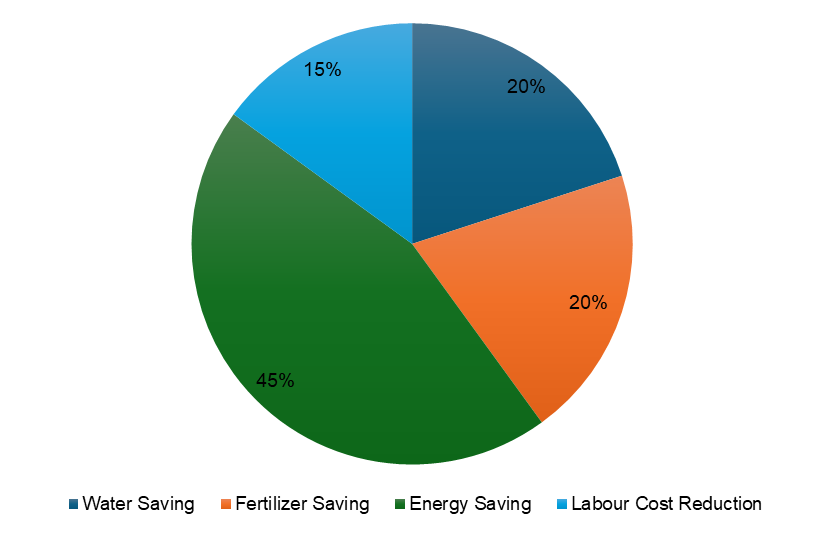 15%
20%
20%
45%
Water Saving Fertilizer Saving Energy Saving Labour Cost Reduction